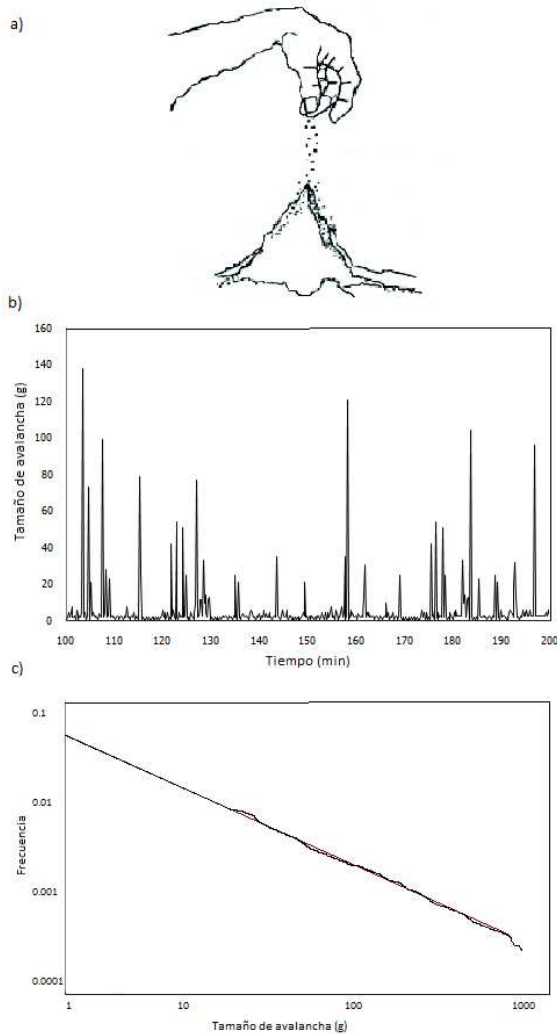 a)
b)
160
140
120
100
80
60
40
20
0
Tamaño de avalancha (g)
100 110 120 130 140 150 160 170 180 190 200
Tiempo (min)
c)
0.1
0.01
0.001
0.0001
Frecuencia
1 10 100 1000
Tamaño de avalancha (g)